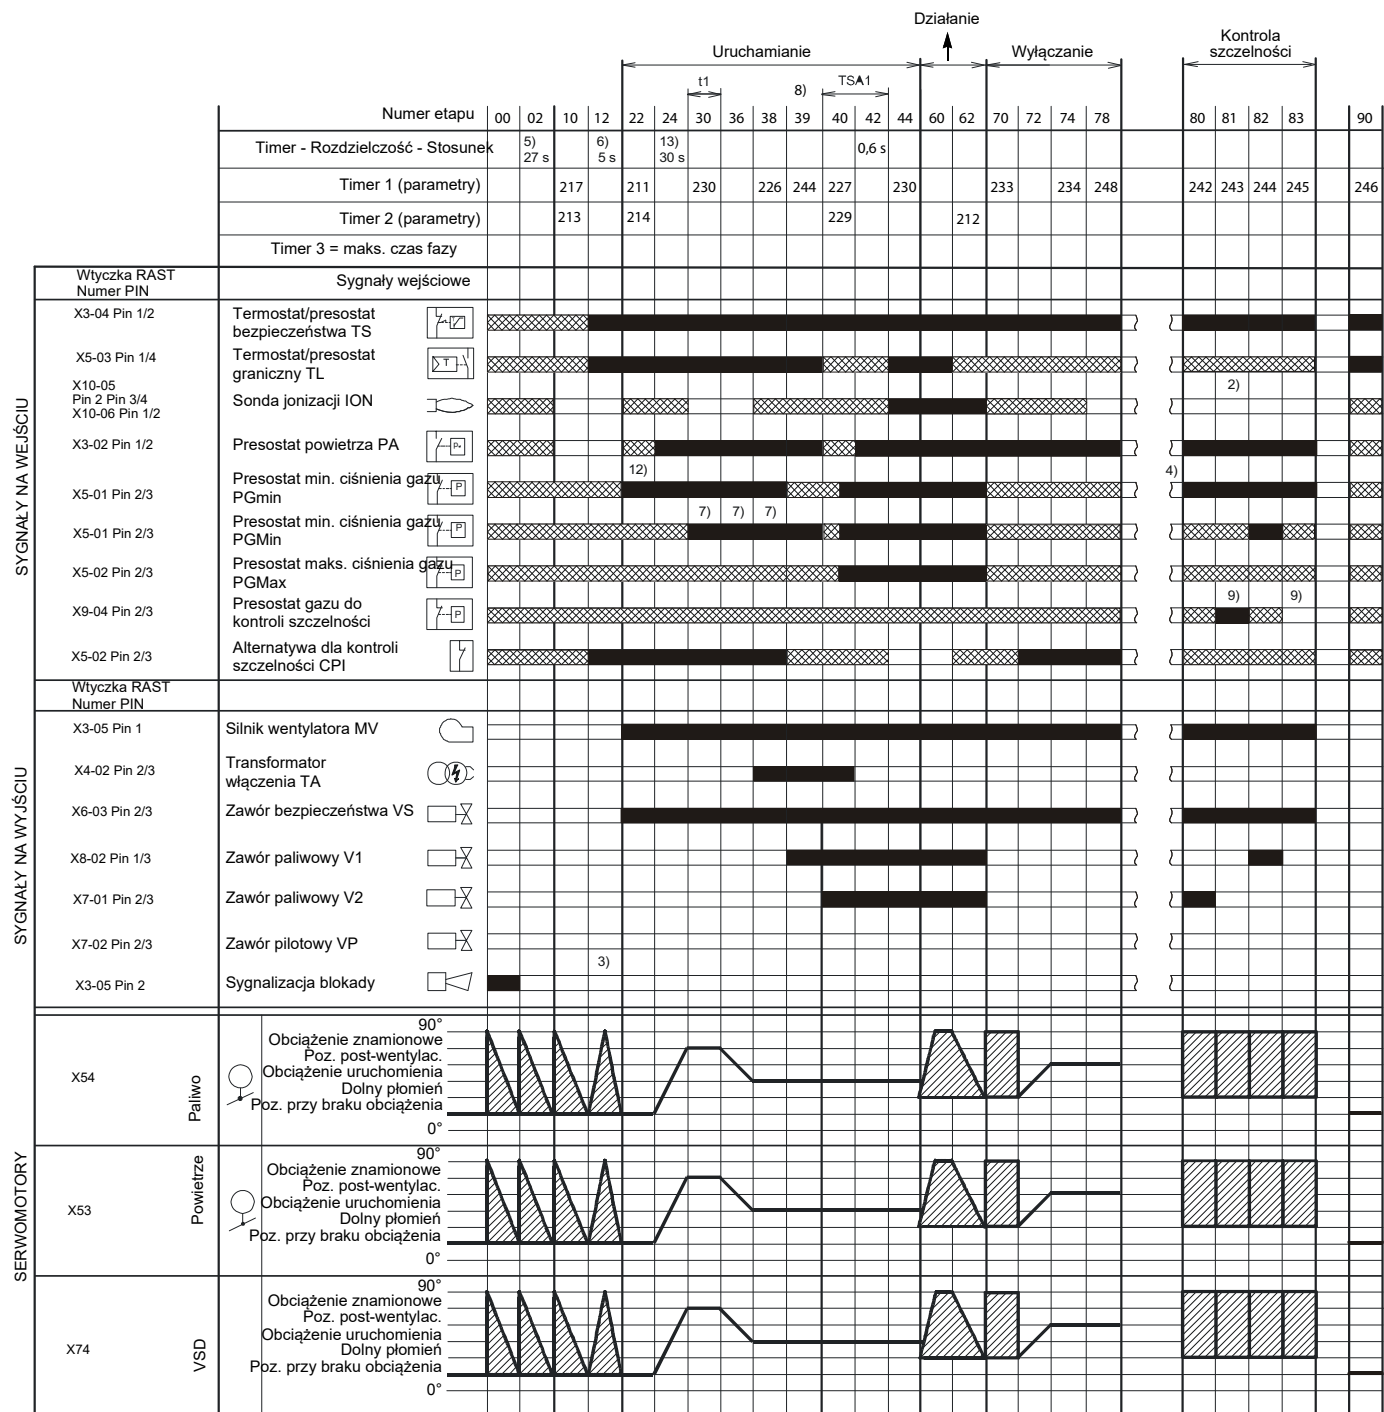 Działanie
Uruchamianie
Wyłączanie
Kontrola
szczelności
t1
8)
TSA1
Numer etapu 00 02 10 12 22 24 30 36 38 39 40 42 44 60 62 70 72 74 78 80 81 82 83 90
Timer - Rozdzielczość - Stosunek 5) 6) 13) 0,6 s
27 s 5 s 30 s
Timer 1 (parametry) 217 211 230 226 244 227 230 233 234 248 242 243 244 245 246
Timer 2 (parametry) 213 214 229 212
Timer 3 = maks. czas fazy
Wtyczka RAST
Numer PIN
Sygnały wejściowe
SYGNAŁY NA WEJŚCIU
X3-04 Pin 1/2
Termostat/presostat
bezpieczeństwa TS
X5-03 Pin 1/4
Termostat/presostat
graniczny TL
T
X10-05
Pin 2 Pin 3/4
X10-06 Pin 1/2
Sonda jonizacji ION
2)
X3-02 Pin 1/2
Presostat powietrza PA
P
12)
4)
X5-01 Pin 2/3
Presostat min. ciśnienia gazu
PGmin
P
7) 7) 7)
X5-01 Pin 2/3
Presostat min. ciśnienia gazu
PGMin
P
X5-02 Pin 2/3
Presostat maks. ciśnienia gazu
PGMax
P
X9-04 Pin 2/3
Presostat gazu do
kontroli szczelności
P
9) 9)
X5-02 Pin 2/3
Alternatywa dla kontroli
szczelności CPI
Wtyczka RAST
Numer PIN
SYGNAŁY NA WYJŚCIU
X3-05 Pin 1
Silnik wentylatora MV
X4-02 Pin 2/3
Transformator
włączenia TA
X6-03 Pin 2/3
Zawór bezpieczeństwa VS
X8-02 Pin 1/3
Zawór paliwowy V1
X7-01 Pin 2/3
Zawór paliwowy V2
X7-02 Pin 2/3
Zawór pilotowy VP
3)
X3-05 Pin 2
Sygnalizacja blokady
SERWOMOTORY
X54
Paliwo
90°
Obciążenie znamionowe
Poz. post-wentylac.
Obciążenie uruchomienia
Dolny płomień
Poz. przy braku obciążenia
0°
X53
Powietrze
90°
Obciążenie znamionowe
Poz. post-wentylac.
Obciążenie uruchomienia
Dolny płomień
Poz. przy braku obciążenia
0°
X74
VSD
90°
Obciążenie znamionowe
Poz. post-wentylac.
Obciążenie uruchomienia
Dolny płomień
Poz. przy braku obciążenia
0°